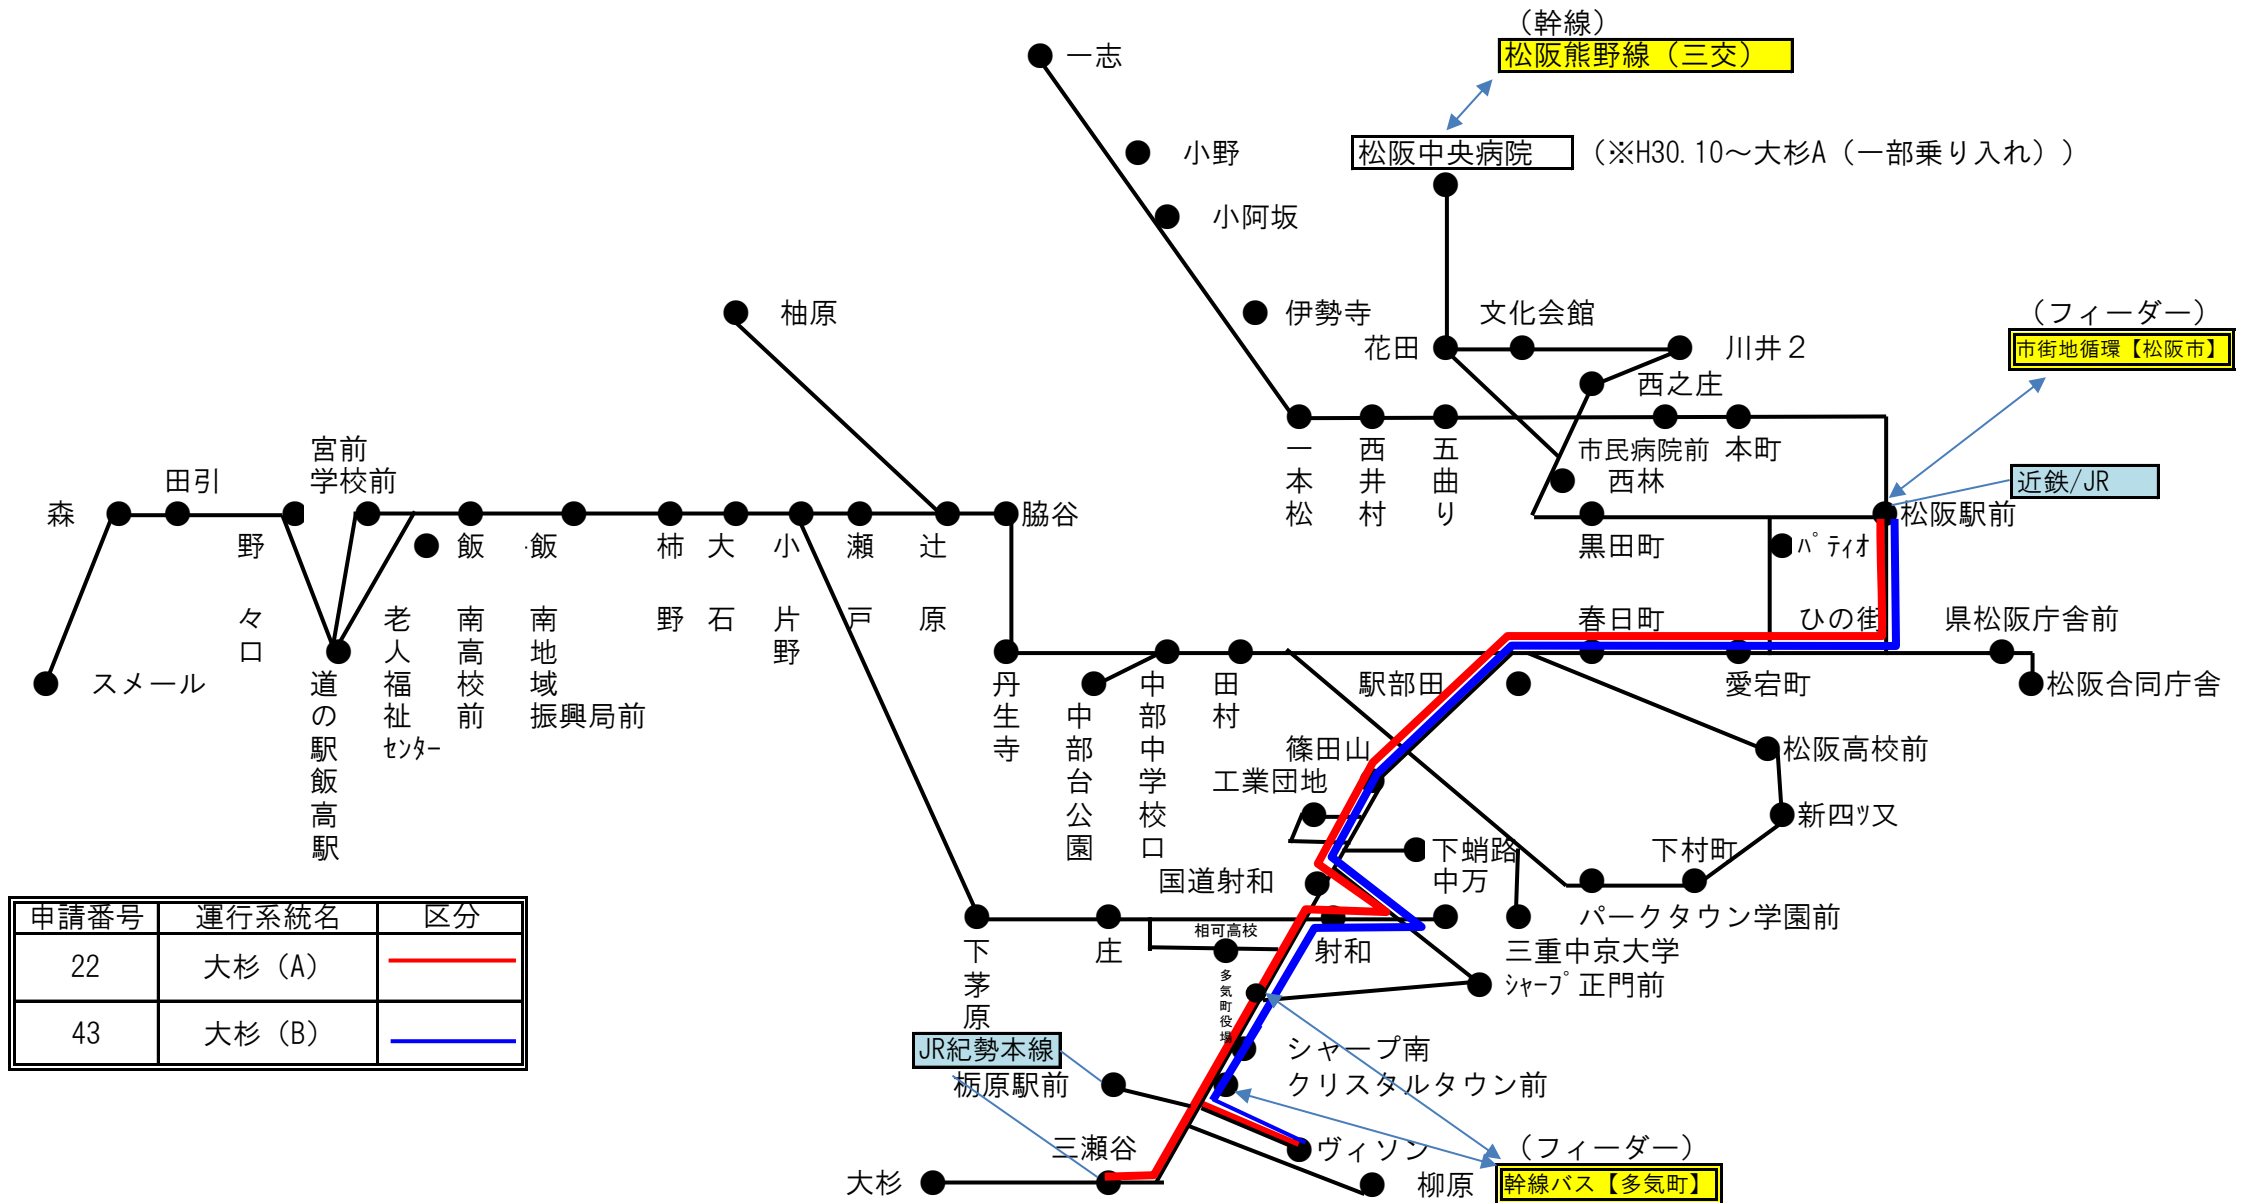 （幹線）
松阪熊野線（三交）
一志
小野
松阪中央病院
（※H30.10～大杉A（一部乗り入れ））
小阿坂
柚原
伊勢寺
文化会館
（フィーダー）
花田
川井２
市街地循環【松阪市】
西之庄
宮前
学校前
一本松
西井村
五曲り
市民病院前
本町
田引
西林
近鉄/JR
森
脇谷
松阪駅前
野々口
飯南高校前
飯南地域
振興局前
柿野
大石
小片野
瀬戸
辻原
黒田町
パティオ
ひの街
老人福祉
センター
春日町
県松阪庁舎前
スメール
道の駅飯高駅
丹生寺
中部台公園
中部中学校口
田村
駅部田
愛宕町
松阪合同庁舎
篠田山
松阪高校前
工業団地
新四ツ又
下蛸路
下村町
国道射和
中万
申請番号
運行系統名
区分
22
大杉（A）
43
大杉（B）
下茅原
庄
相可高校
射和
三重中京大学
パークタウン学園前
シャープ正門前
多気町役場
JR紀勢本線
シャープ南
栃原駅前
クリスタルタウン前
三瀬谷
ヴィソン
（フィーダー）
大杉
柳原
幹線バス【多気町】